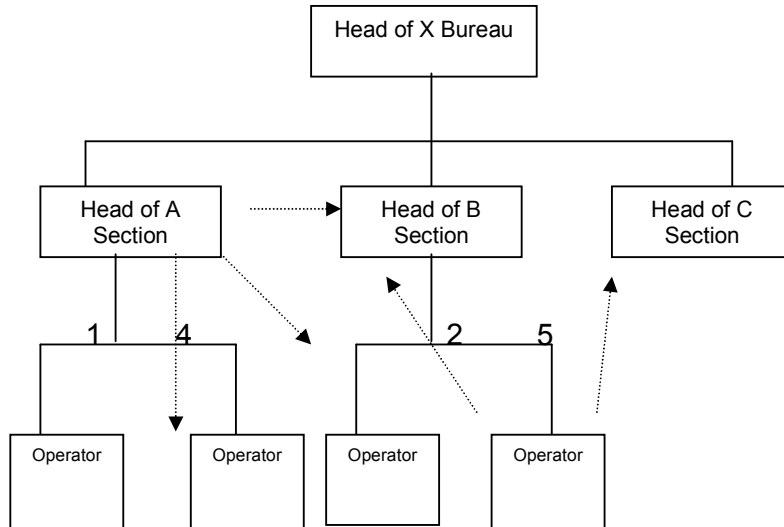 Head of X Bureau
Head of A
Section
Head of B
Section
Head of C
Section
1
4
2
5
Operator
Operator
Operator
Operator